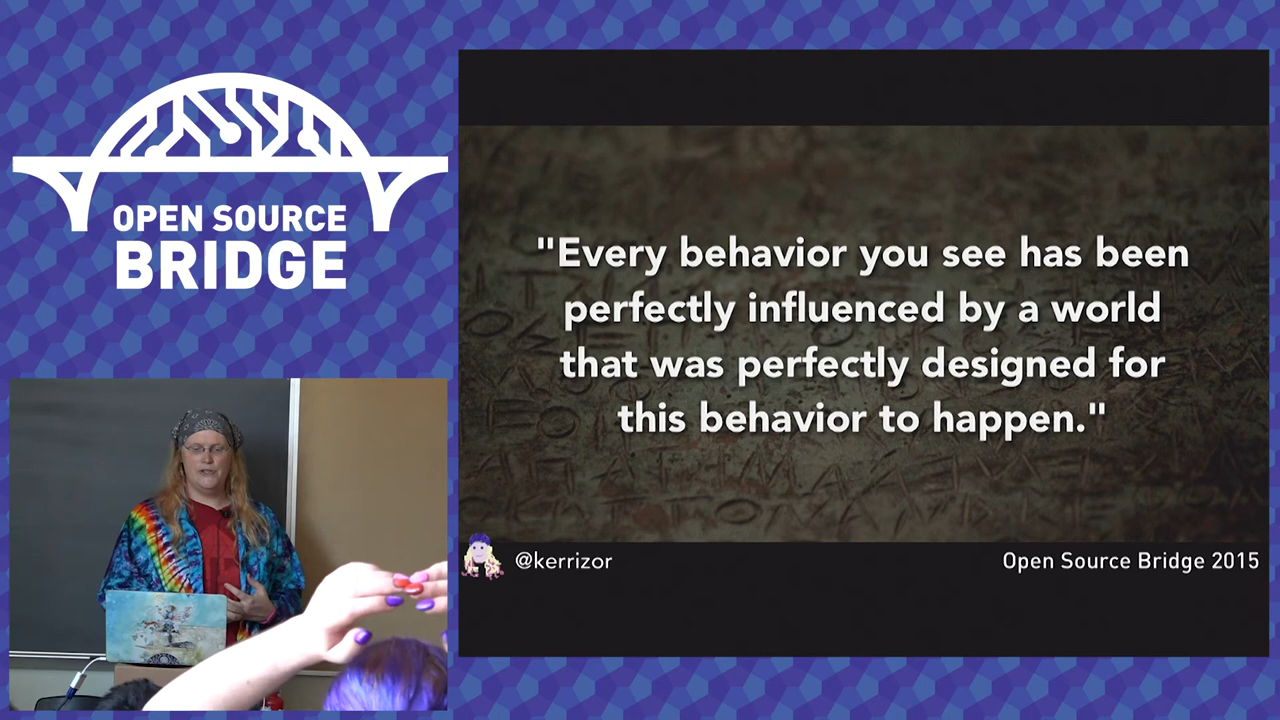 OPEN SOURCE
BRIDGE
"Every behavior you see has been
perfectly influenced by a world
that was perfectly designed for
this behavior to happen."
@kerrizor
Open Source Bridge 2015